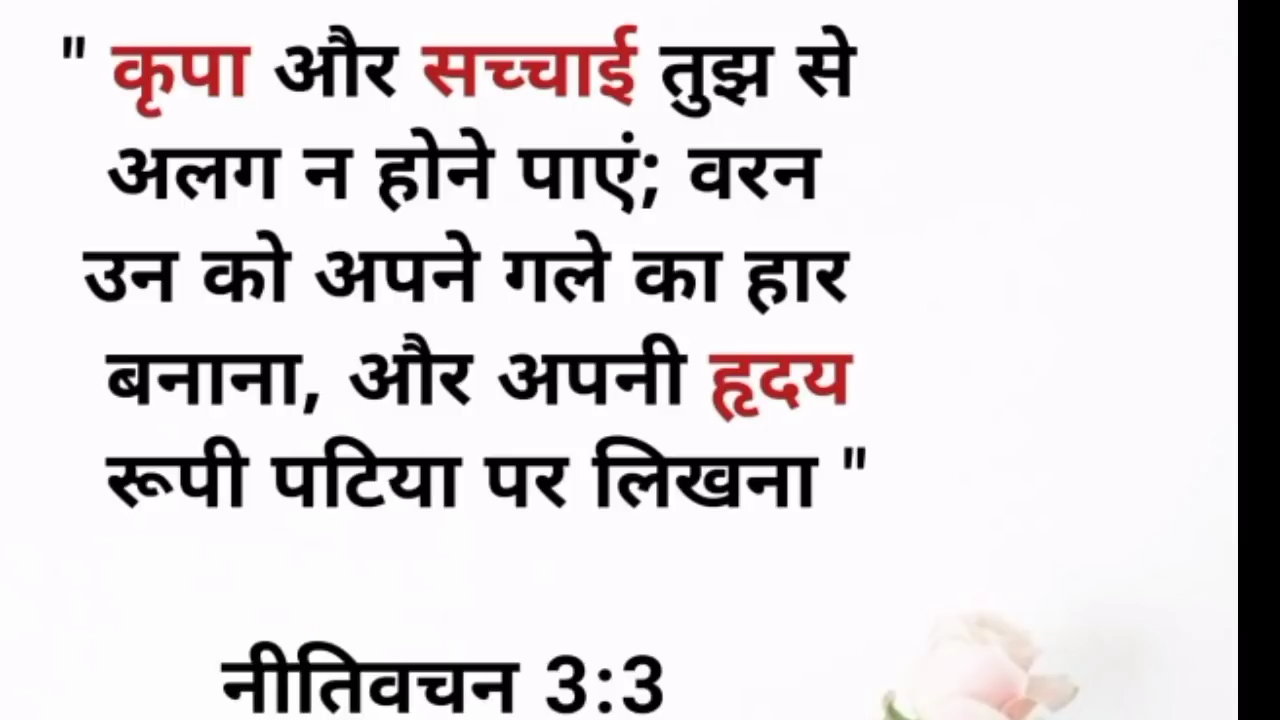 " कृपा और सच्चाई तुझ से
अलग न होने पाएं; वरन
उन को अपने गले का हार
बनाना, और अपनी हृदय
रूपी पटिया पर लिखना "
नीतिवचन 3:3